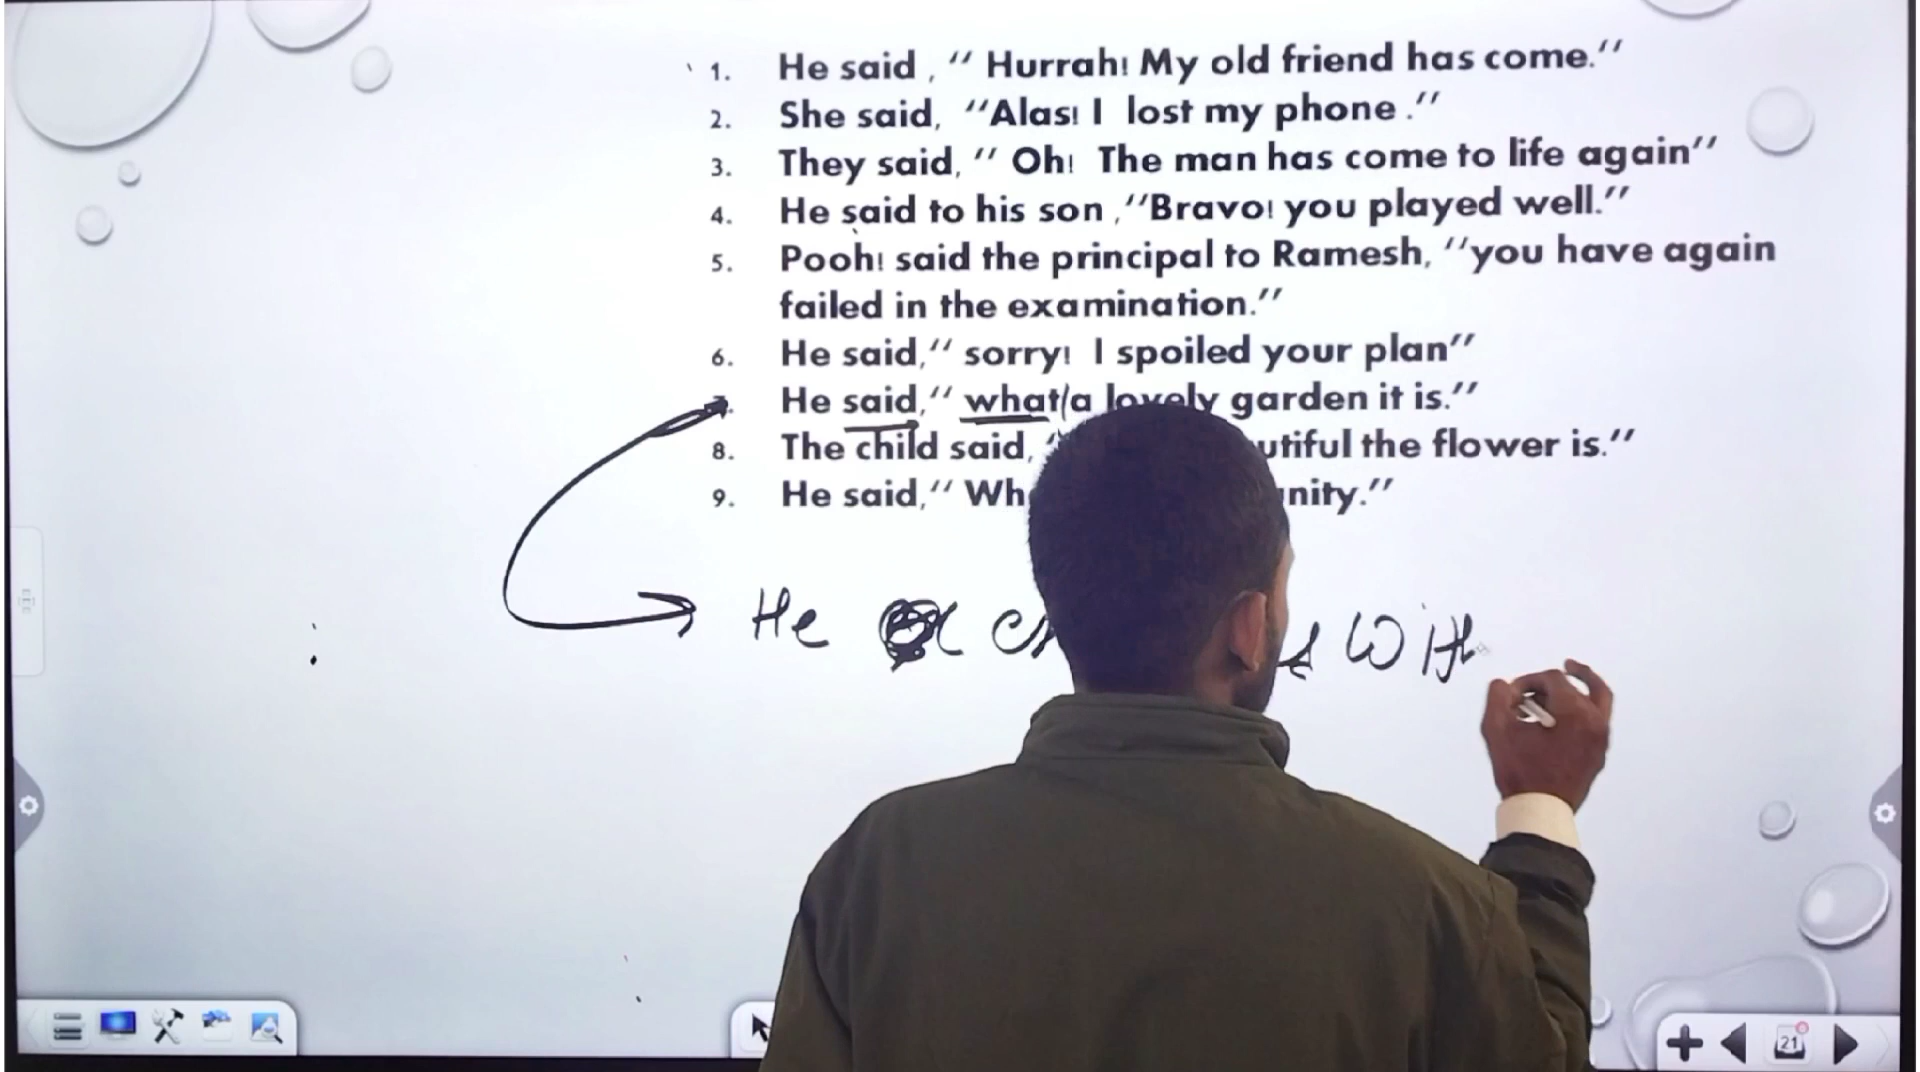 1. He said , " Hurrah! My old friend has come."
2. She said, "Alas! I lost my phone ."
3. They said, " Oh! The man has come to life again"
4. He said to his son ,"Bravo! you played well."
5. Pooh! said the principal to Ramesh, "you have again
failed in the examination."
6. He said," sorry! I spoiled your plan"
He said," what a lovely garden it is."
8. The child said, the flower is."
9. He said,"
He With
21